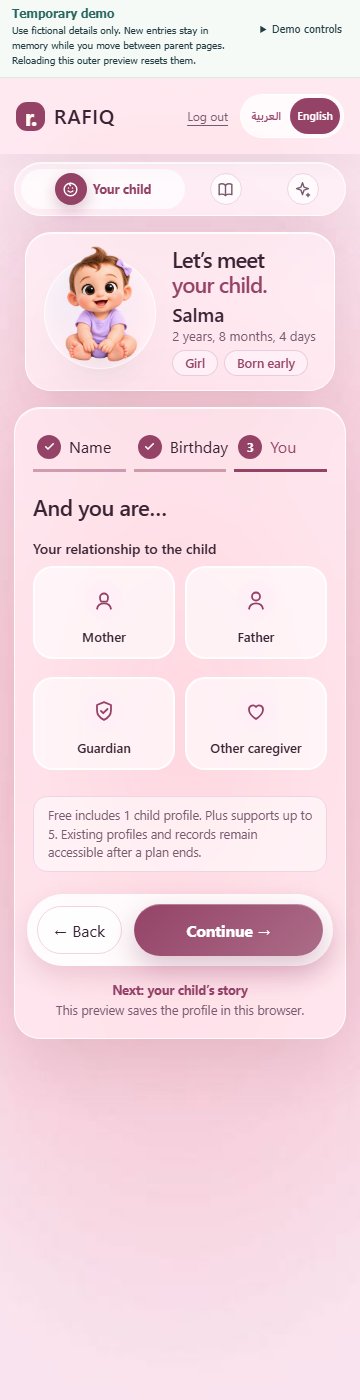 Temporary demo
Use fictional details only. New entries stay in
memory while you move between parent pages.
Reloading this outer preview resets them.
▶ Demo controls
r.
RAFIQ
Log out
العربية
English
Your child
Let's meet
your child.
Salma
2 years, 8 months, 4 days
Girl
Born early
Name
Birthday
3
You
And you are...
Your relationship to the child
Mother
Father
Guardian
Other caregiver
Free includes 1 child profile. Plus supports up to
5. Existing profiles and records remain
accessible after a plan ends.
← Back
Continue →
Next: your child's story
This preview saves the profile in this browser.